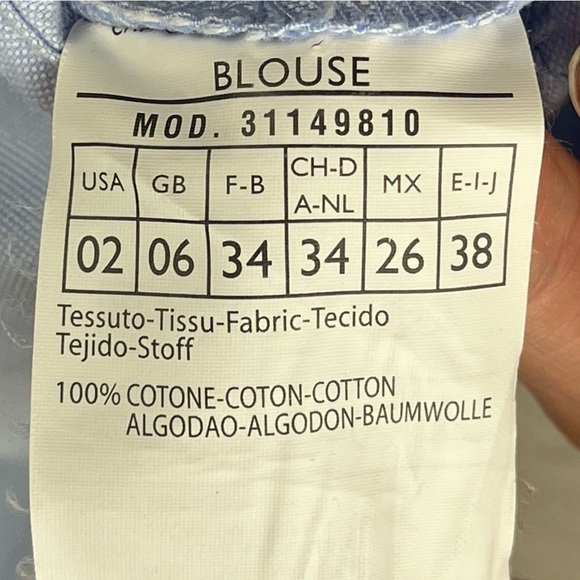 BLOUSE
MOD. 31149810
USA GB F-B CH-D A-NL MX E-I-J
02 06 34 34 26 38
Tessuto-Tissu-Fabric-Tecido
Tejido-Stoff
100% COTONE-COTON-COTTON
ALGODAO-ALGODON-BAUMWOLLE